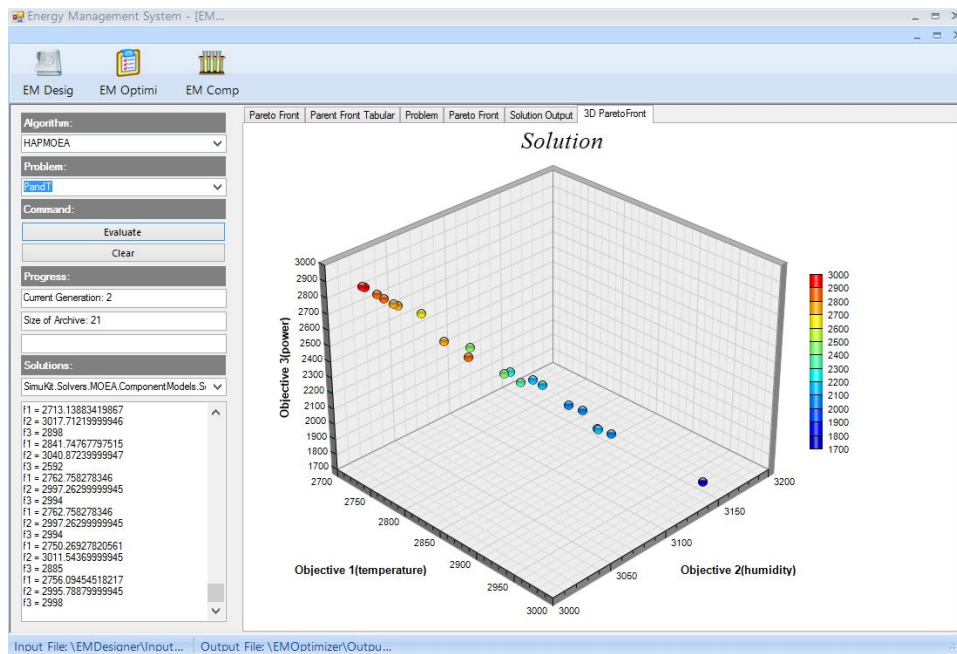 Energy Management System - [EM...
EM Desig EM Optimi EM Comp
Algorithm:
HAPMOEA
Problem:
PandT
Command:
Evaluate
Clear
Progress:
Current Generation: 2
Size of Archive: 21
Solutions:
SimuKit.Solvers.MOEA.ComponentModels.So
f1 = 2713.13883419867
f2 = 3017.71219999946
f3 = 2898
f1 = 2841.74767797515
f2 = 3040.87239999947
f3 = 2592
f1 = 2762.758278346
f2 = 2997.26299999945
f3 = 2994
f1 = 2762.758278346
f2 = 2997.26299999945
f3 = 2994
f1 = 2750.26927820561
f2 = 3011.54369999945
f3 = 2885
f1 = 2756.09454518217
f2 = 2995.78879999945
f3 = 2998
Pareto Front Parent Front Tabular Problem Pareto Front Solution Output 3D ParetoFront
Solution
3000
2900
2800
2700
2600
2500
2400
2300
2200
2100
2000
1900
1800
1700
Objective 3(power)
2700
2750
2800
2850
2900
2950
3000
Objective 1(temperature)
3000
3050
3100
3150
3200
Objective 2(humidity)
3000
2900
2800
2700
2600
2500
2400
2300
2200
2100
2000
1900
1800
1700
Input File: \EMDesigner\Input... Output File: \EMOptimizer\Outpu...